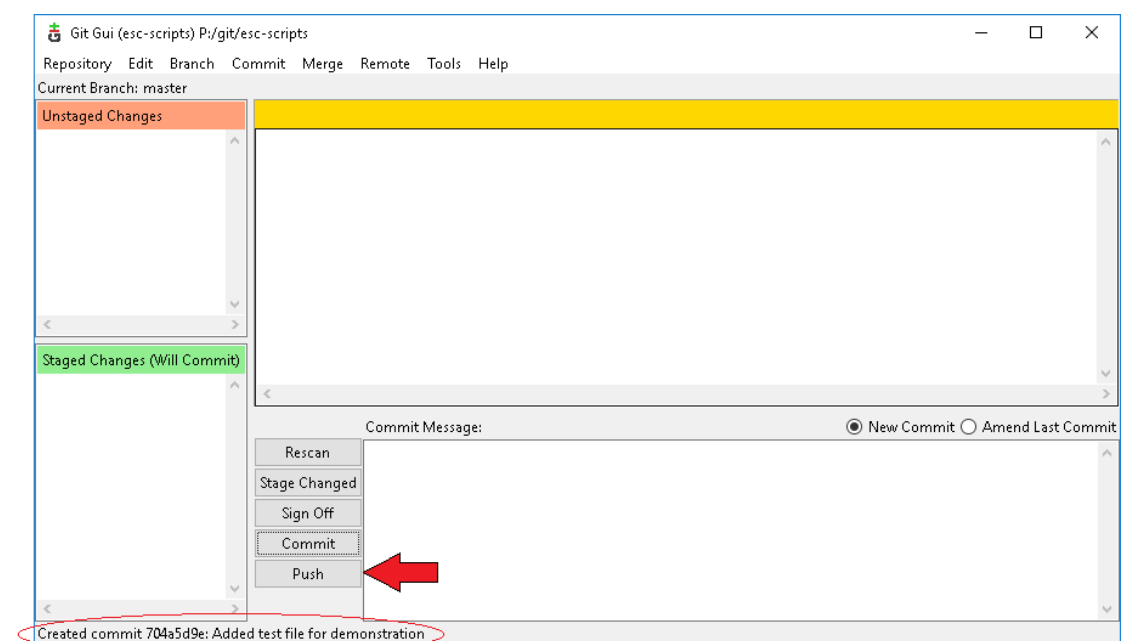 Git Gui (esc-scripts) P:/git/esc-scripts
Repository Edit Branch Commit Merge Remote Tools Help
Current Branch: master
Unstaged Changes
Staged Changes (Will Commit)
Commit Message:
New Commit Amend Last Commit
Rescan
Stage Changed
Sign Off
Commit
Push
Created commit 704a5d9e: Added test file for demonstration